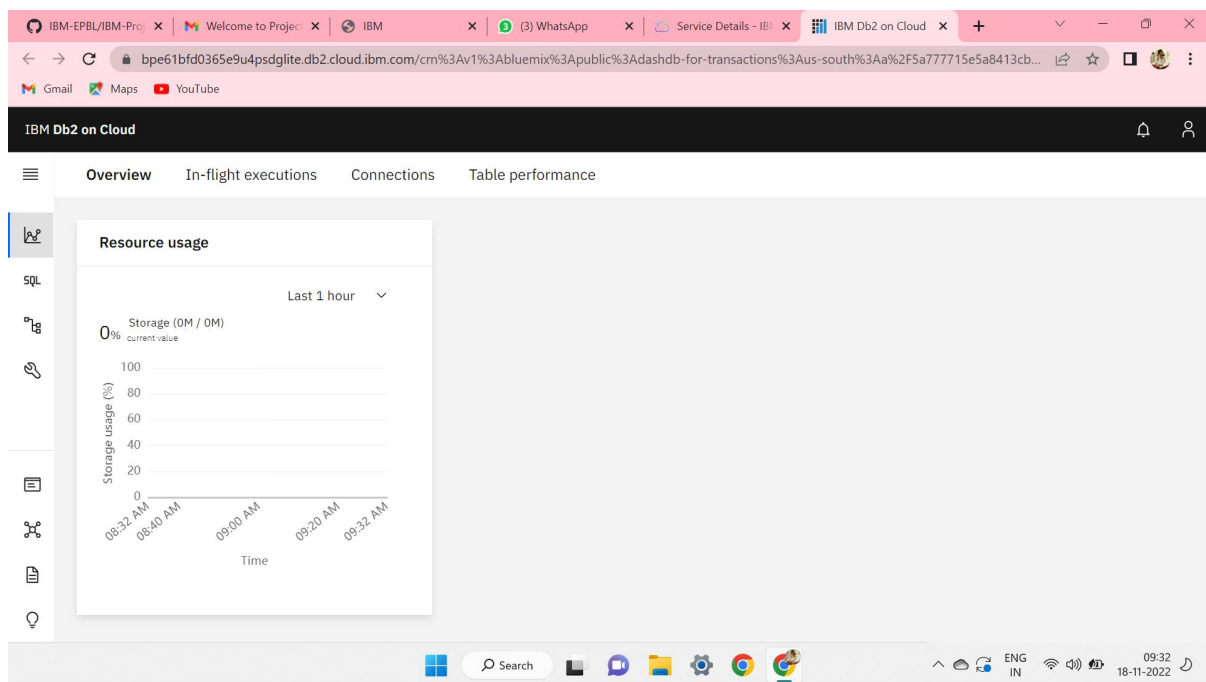 IBM-EPBL/IBM-Proj
Welcome to Project
IBM
(3) WhatsApp
Service Details - IBM
IBM Db2 on Cloud
bpe61bfd0365e9u4psdglite.db2.cloud.ibm.com/crn%3Av1%3Abluemix%3Apublic%3Adashdb-for-transactions%3Aus-south%3Aa%2F5a777715e5a8413cb...
Gmail
Maps
YouTube
IBM Db2 on Cloud
Overview
In-flight executions
Connections
Table performance
Resource usage
SQL
Last 1 hour
0% Storage (0M / 0M)
current value
100
80
60
40
20
0
Storage usage (%)
08:32 AM
08:40 AM
09:00 AM
09:20 AM
09:32 AM
Time
Search
ENG
IN
09:32
18-11-2022